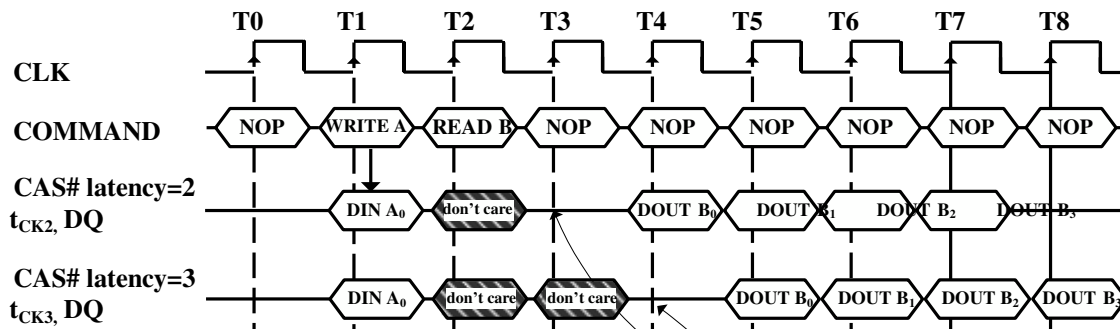 T0 T1 T2 T3 T4 T5 T6 T7 T8
CLK
COMMAND NOP WRITE A READ B NOP NOP NOP NOP NOP NOP
CAS# latency=2
tCK2, DQ DIN A0 don't care DOUT B0 DOUT B1 DOUT B2 DOUT B3
CAS# latency=3
tCK3, DQ DIN A0 don't care don't care DOUT B0 DOUT B1 DOUT B2 DOUT B3